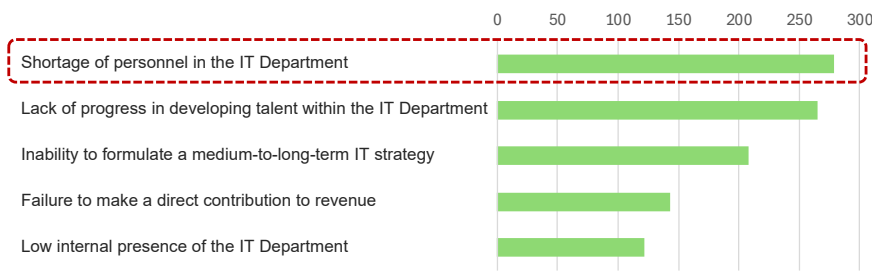 0 50 100 150 200 250 300
Shortage of personnel in the IT Department
Lack of progress in developing talent within the IT Department
Inability to formulate a medium-to-long-term IT strategy
Failure to make a direct contribution to revenue
Low internal presence of the IT Department